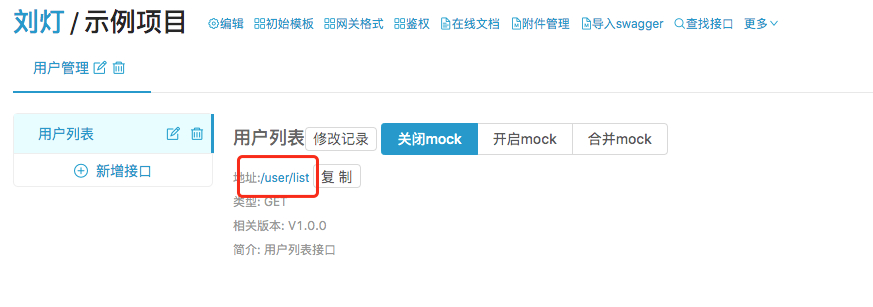 刘灯 / 示例项目 编辑 初始模板 网关格式 鉴权 在线文档 附件管理 导入swagger 查找接口 更多
用户管理
用户列表
新增接口
用户列表 修改记录 关闭mock 开启mock 合并mock
地址:/user/list 复 制
类型: GET
相关版本: V1.0.0
简介: 用户列表接口